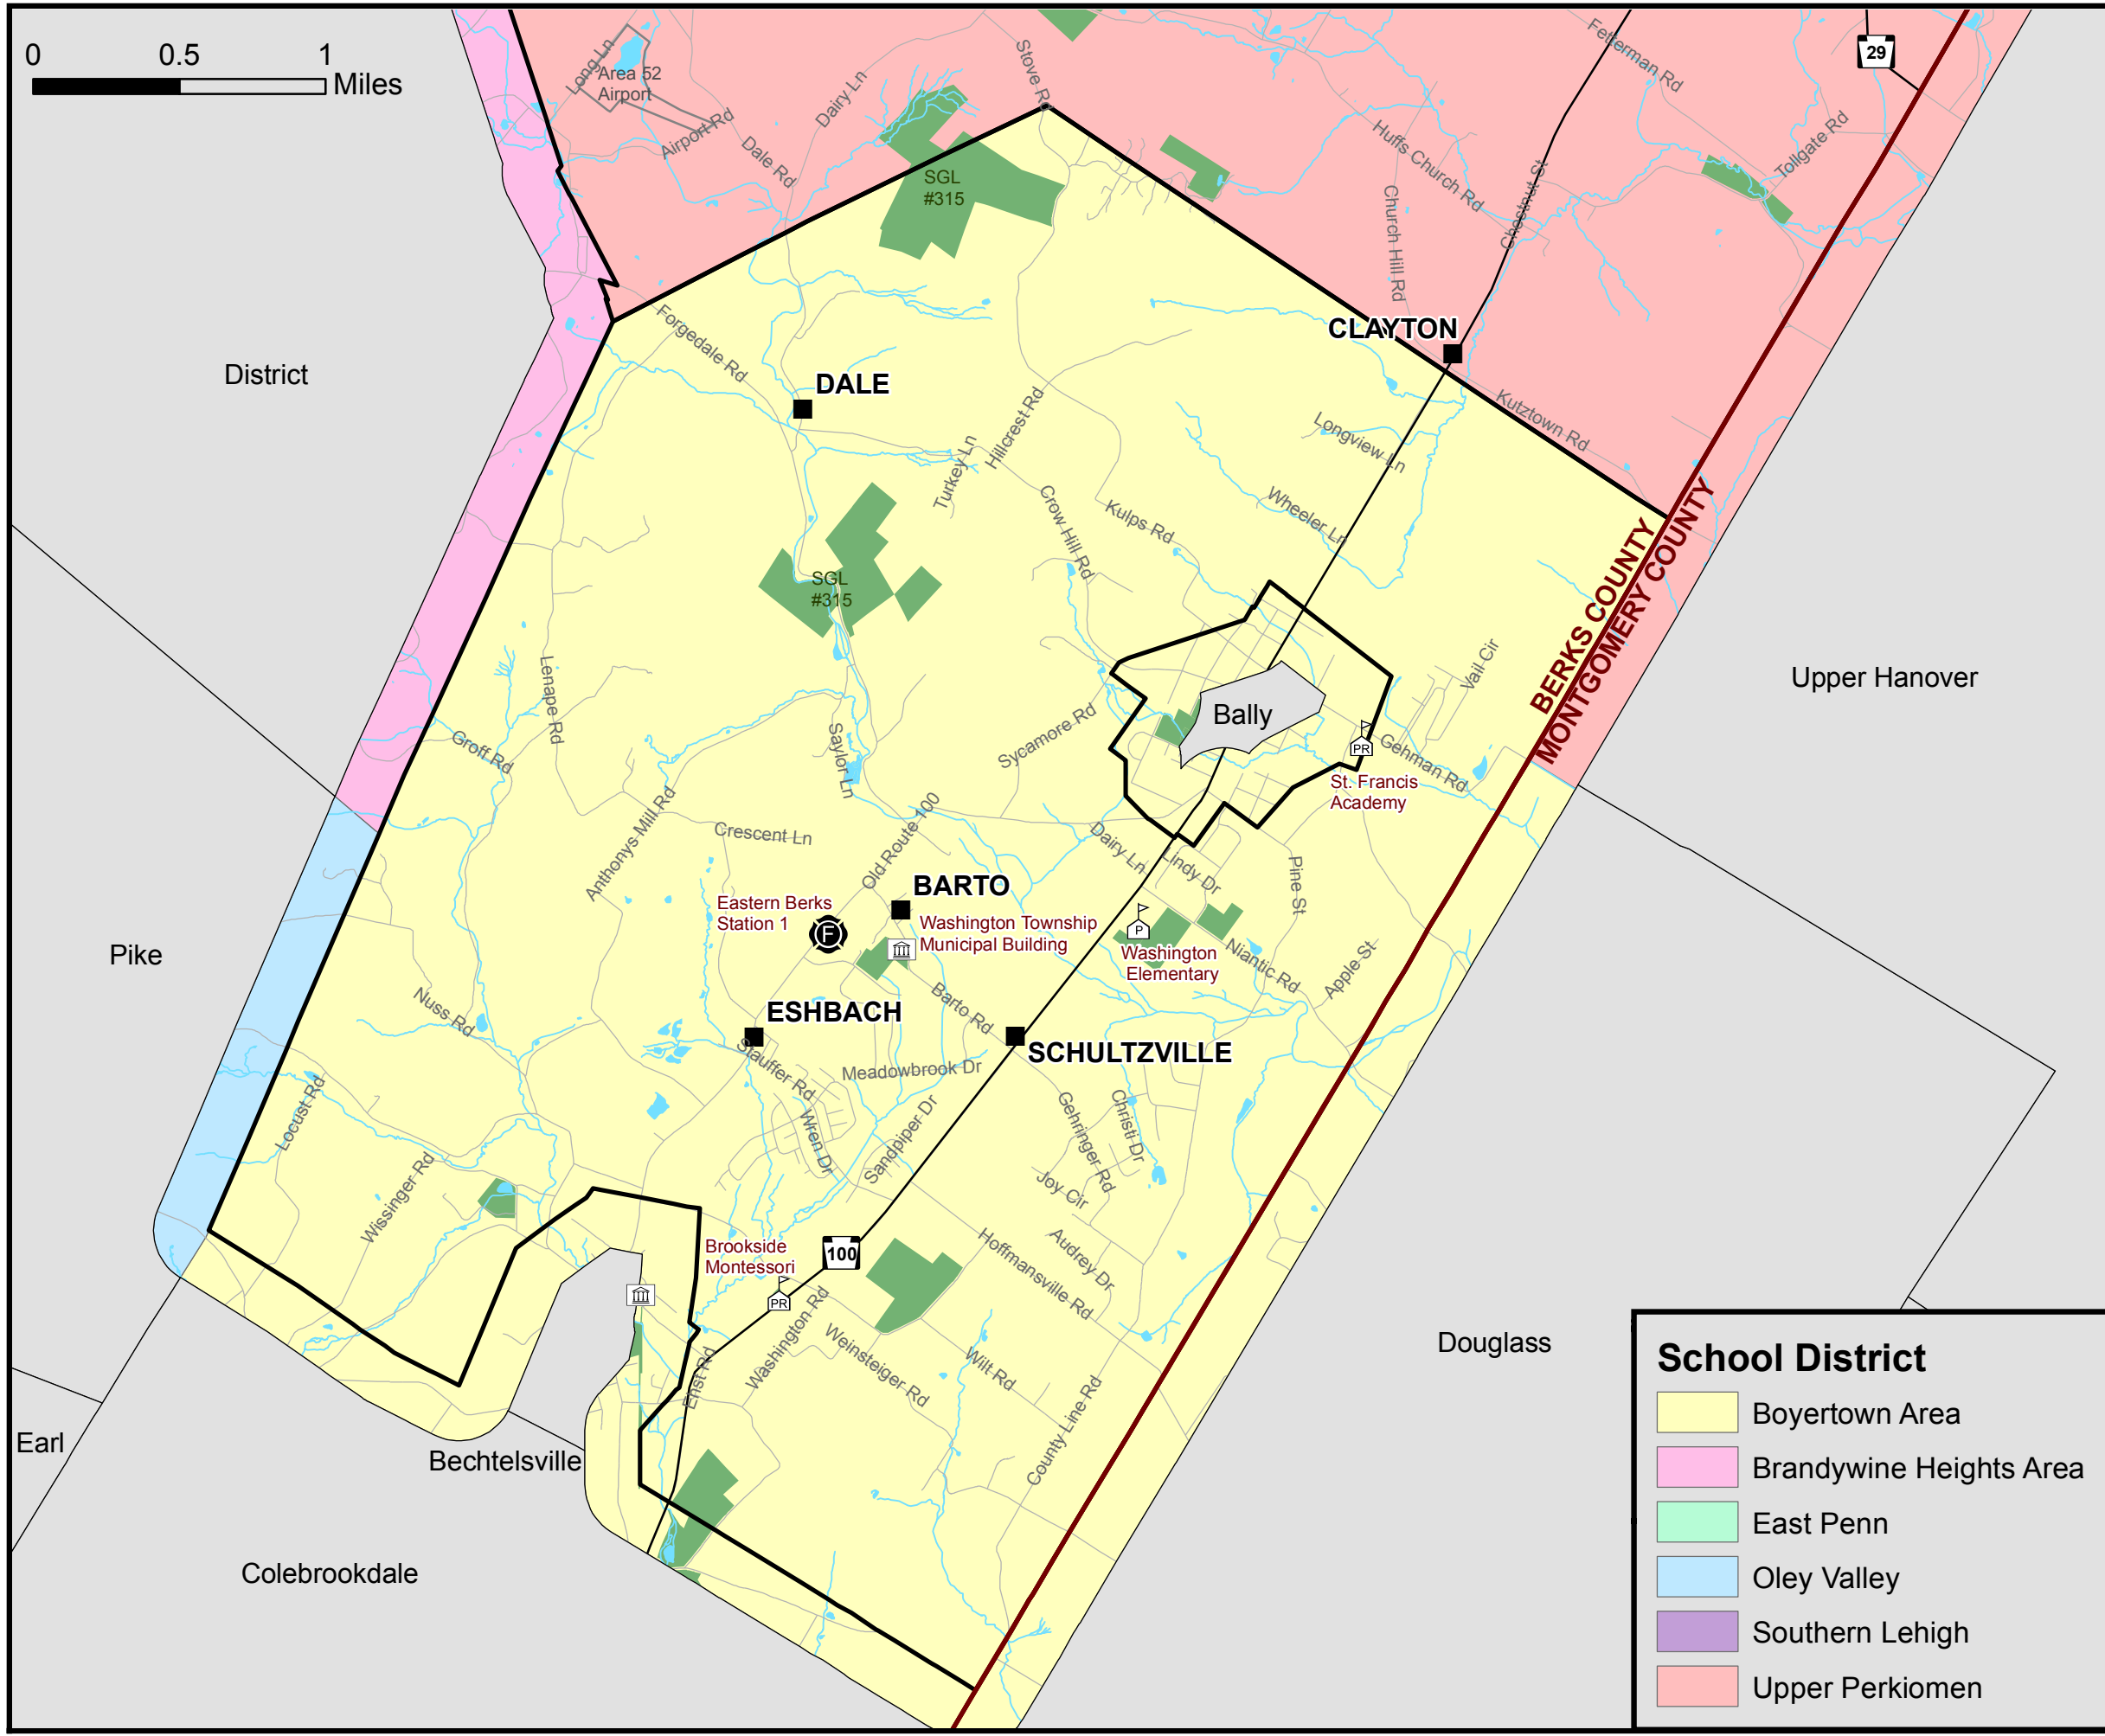 0 0.5 1
Miles
Long Ln
Area 52
Airport
Airport Rd
Dale Rd
Dairy Ln
Stove Rd
Fetterman Rd
29
Tollgate Rd
Huffs Church Rd
Church Hill Rd
Chestnut St
SGL
#315
CLAYTON
Forgedale Rd
District
DALE
Kutztown Rd
Longview Ln
Hillcrest Rd
Turkey Ln
Wheeler Ln
Kulps Rd
Crow Hill Rd
SGL
#315
BERKS COUNTY
MONTGOMERY COUNTY
Upper Hanover
Vail Cir
Lenape Rd
Groff Rd
Bally
Sycamore Rd
Saylor Ln
PR
Gehman Rd
St. Francis
Academy
Anthonys Mill Rd
Crescent Ln
Old Route 100
Dairy Ln
Lindy Dr
Pine St
BARTO
Eastern Berks
Station 1
F
Washington Township
Municipal Building
P
Washington
Elementary
Niantic Rd
Apple St
Pike
Nuss Rd
ESHBACH
Barto Rd
SCHULTZVILLE
Stauffer Rd
Meadowbrook Dr
Locust Rd
Wren Dr
Sandpiper Dr
Gehringer Rd
Christi Dr
Joy Cir
Wissinger Rd
Brookside
Montessori
PR
100
Hoffmansville Rd
Audrey Dr
Washington Rd
Weinsteiger Rd
Wilt Rd
Enst Rd
County Line Rd
Douglass
Earl
Bechtelsville
Colebrookdale
School District
Boyertown Area
Brandywine Heights Area
East Penn
Oley Valley
Southern Lehigh
Upper Perkiomen